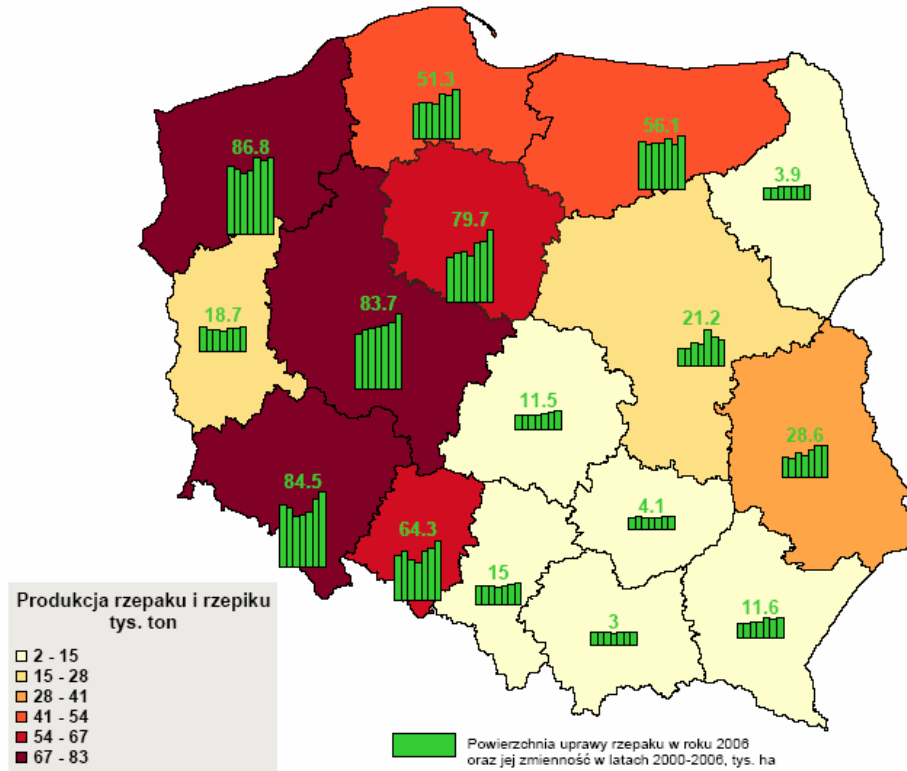 51.3
56.1
86.8
3.9
79.7
83.7
18.7
21.2
11.5
28.6
84.5
4.1
64.3
15
11.6
3
Produkcja rzepaku i rzepiku
tys. ton
2 - 15
15 - 28
28 - 41
41 - 54
54 - 67
67 - 83
Powierzchnia uprawy rzepaku w roku 2006
oraz jej zmienność w latach 2000-2006, tys. ha